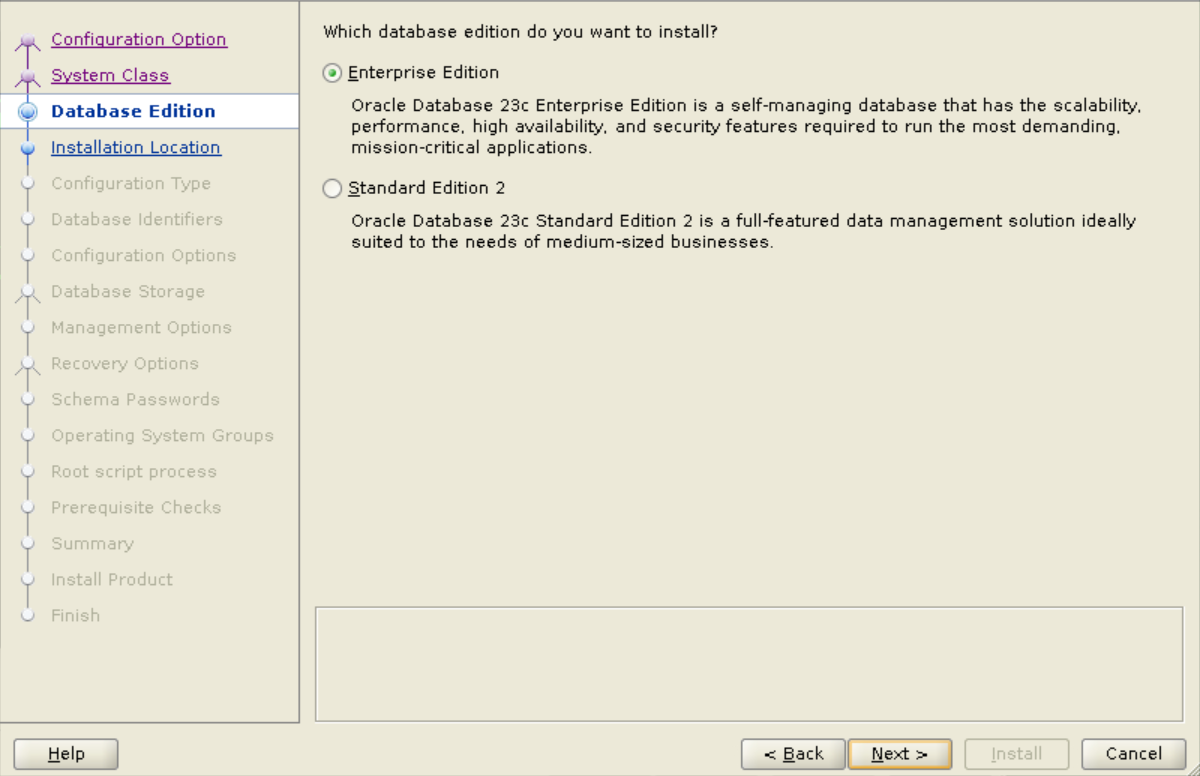 Configuration Option
System Class
Database Edition
Installation Location
Configuration Type
Database Identifiers
Configuration Options
Database Storage
Management Options
Recovery Options
Schema Passwords
Operating System Groups
Root script process
Prerequisite Checks
Summary
Install Product
Finish
Which database edition do you want to install?
Enterprise Edition
Oracle Database 23c Enterprise Edition is a self-managing database that has the scalability,
performance, high availability, and security features required to run the most demanding,
mission-critical applications.
Standard Edition 2
Oracle Database 23c Standard Edition 2 is a full-featured data management solution ideally
suited to the needs of medium-sized businesses.
Help
< Back
Next >
Install
Cancel